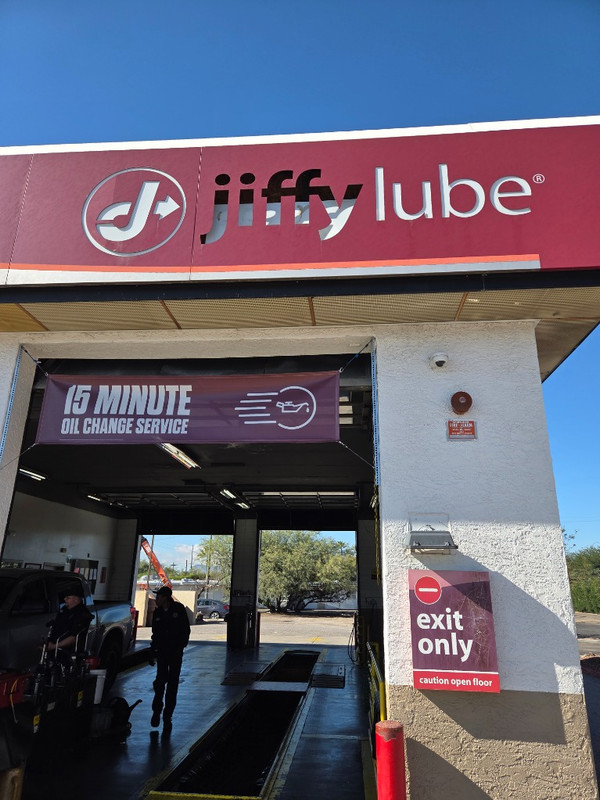 jiffy lube®
15 MINUTE
OIL CHANGE SERVICE
exit
only
caution open floor